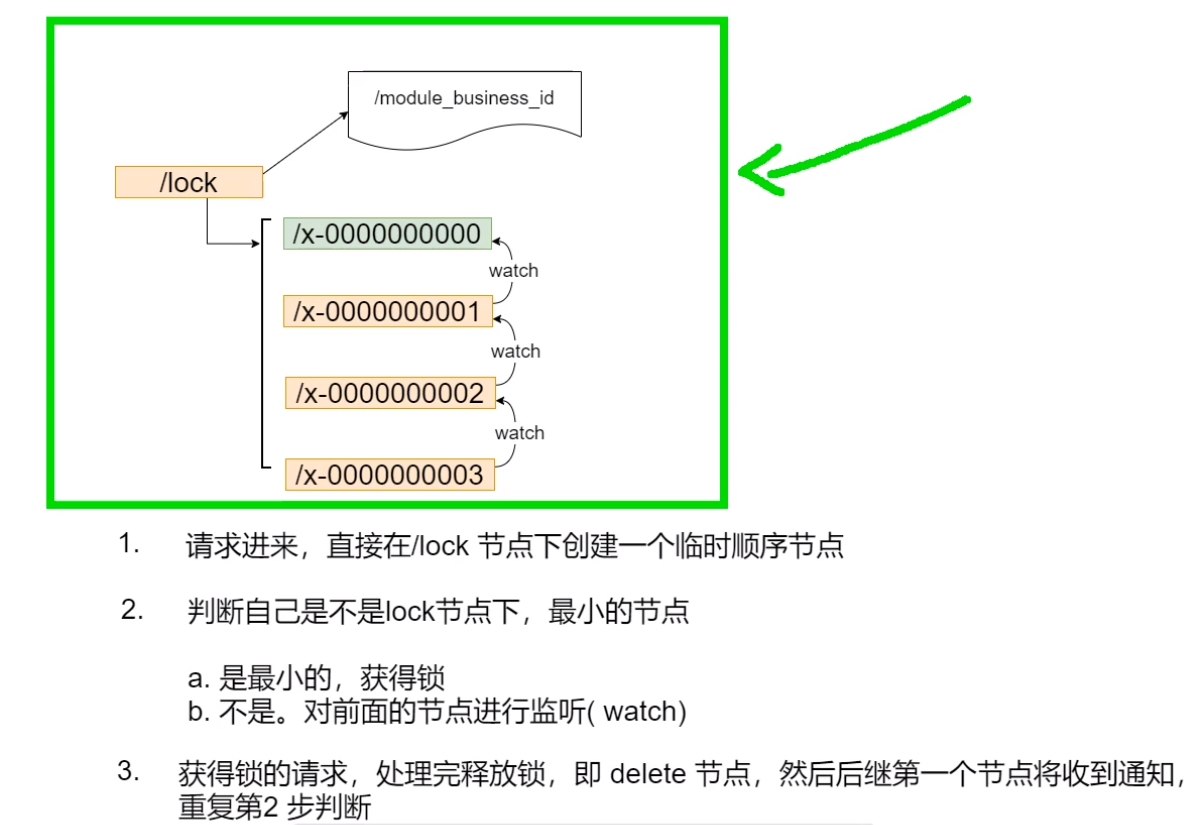 /module_business_id
/lock
/x-0000000000
watch
/x-0000000001
watch
/x-0000000002
watch
/x-0000000003
1. 请求进来，直接在/lock 节点下创建一个临时顺序节点
2. 判断自己是不是lock节点下，最小的节点
a. 是最小的，获得锁
b. 不是。对前面的节点进行监听( watch)
3. 获得锁的请求，处理完释放锁，即 delete 节点，然后后继第一个节点将收到通知，
重复第2 步判断